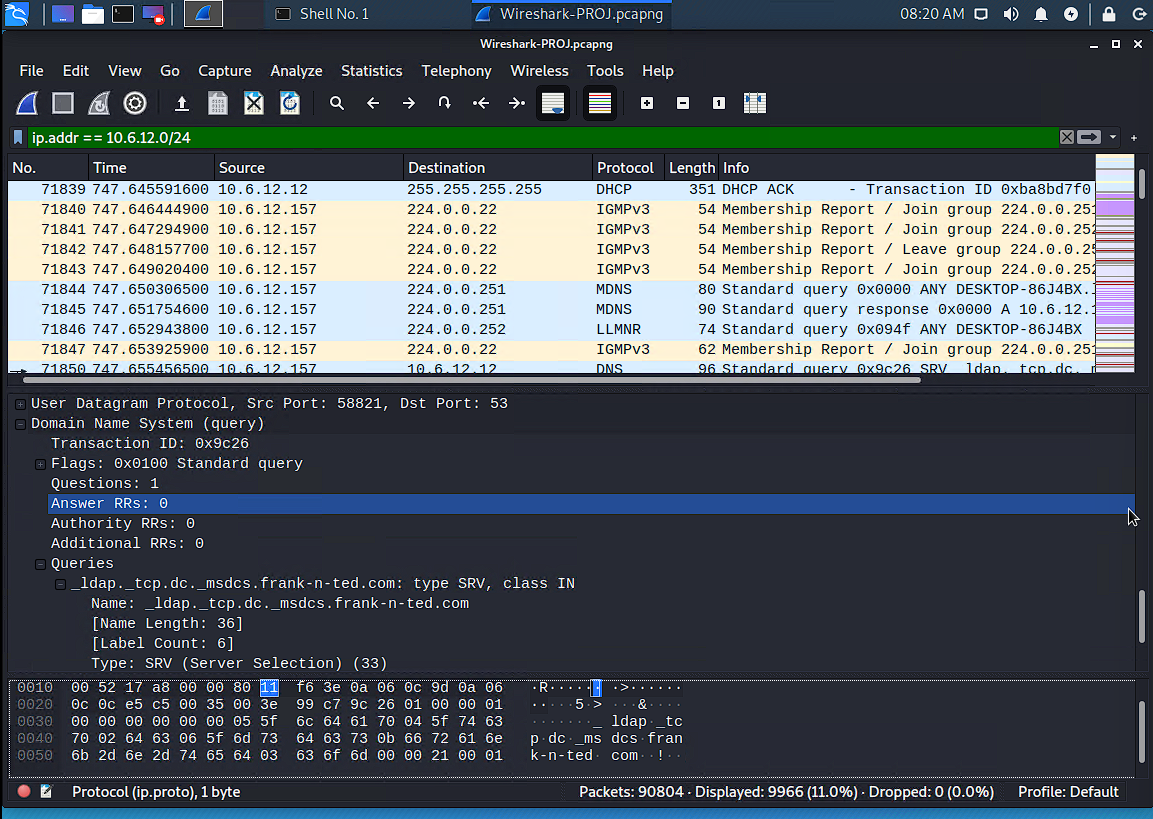 Shell No. 1
Wireshark-PROJ.pcapng
08:20 AM
Wireshark-PROJ.pcapng
File Edit View Go Capture Analyze Statistics Telephony Wireless Tools Help
ip.addr == 10.6.12.0/24
No. Time Source Destination Protocol Length Info
71839 747.645591600 10.6.12.12 255.255.255.255 DHCP 351 DHCP ACK - Transaction ID 0xba8bd7f0
71840 747.646444900 10.6.12.157 224.0.0.22 IGMPv3 54 Membership Report / Join group 224.0.0.251
71841 747.647294900 10.6.12.157 224.0.0.22 IGMPv3 54 Membership Report / Join group 224.0.0.252
71842 747.648157700 10.6.12.157 224.0.0.22 IGMPv3 54 Membership Report / Leave group 224.0.0.25
71843 747.649020400 10.6.12.157 224.0.0.22 IGMPv3 54 Membership Report / Join group 224.0.0.252
71844 747.650306500 10.6.12.157 224.0.0.251 MDNS 80 Standard query 0x0000 ANY DESKTOP-86J4BX.
71845 747.651754600 10.6.12.157 224.0.0.251 MDNS 90 Standard query response 0x0000 A 10.6.12.
71846 747.652943800 10.6.12.157 224.0.0.252 LLMNR 74 Standard query 0x094f ANY DESKTOP-86J4BX
71847 747.653925900 10.6.12.157 224.0.0.22 IGMPv3 62 Membership Report / Join group 224.0.0.251
71850 747.655456500 10.6.12.157 10.6.12.12 DNS 96 Standard query 0x9c26 SRV _ldap._tcp.dc._
User Datagram Protocol, Src Port: 58821, Dst Port: 53
Domain Name System (query)
Transaction ID: 0x9c26
Flags: 0x0100 Standard query
Questions: 1
Answer RRs: 0
Authority RRs: 0
Additional RRs: 0
Queries
_ldap._tcp.dc._msdcs.frank-n-ted.com: type SRV, class IN
Name: _ldap._tcp.dc._msdcs.frank-n-ted.com
[Name Length: 36]
[Label Count: 6]
Type: SRV (Server Selection) (33)
0010 00 52 17 a8 00 00 80 11 f6 3e 0a 06 0c 9d 0a 06 ·R······ ·>······
0020 0c 0c e5 c5 00 35 00 3e 99 c7 9c 26 01 00 00 01 ·····5·> ···&····
0030 00 00 00 00 00 00 05 5f 6c 64 61 70 04 5f 74 63 ·······_ ldap·_tc
0040 70 02 64 63 06 5f 6d 73 64 63 73 0b 66 72 61 6e p·dc·_ms dcs·fran
0050 6b 2d 6e 2d 74 65 64 03 63 6f 6d 00 00 21 00 01 k-n-ted· com··!··
Protocol (ip.proto), 1 byte
Packets: 90804 · Displayed: 9966 (11.0%) · Dropped: 0 (0.0%)
Profile: Default